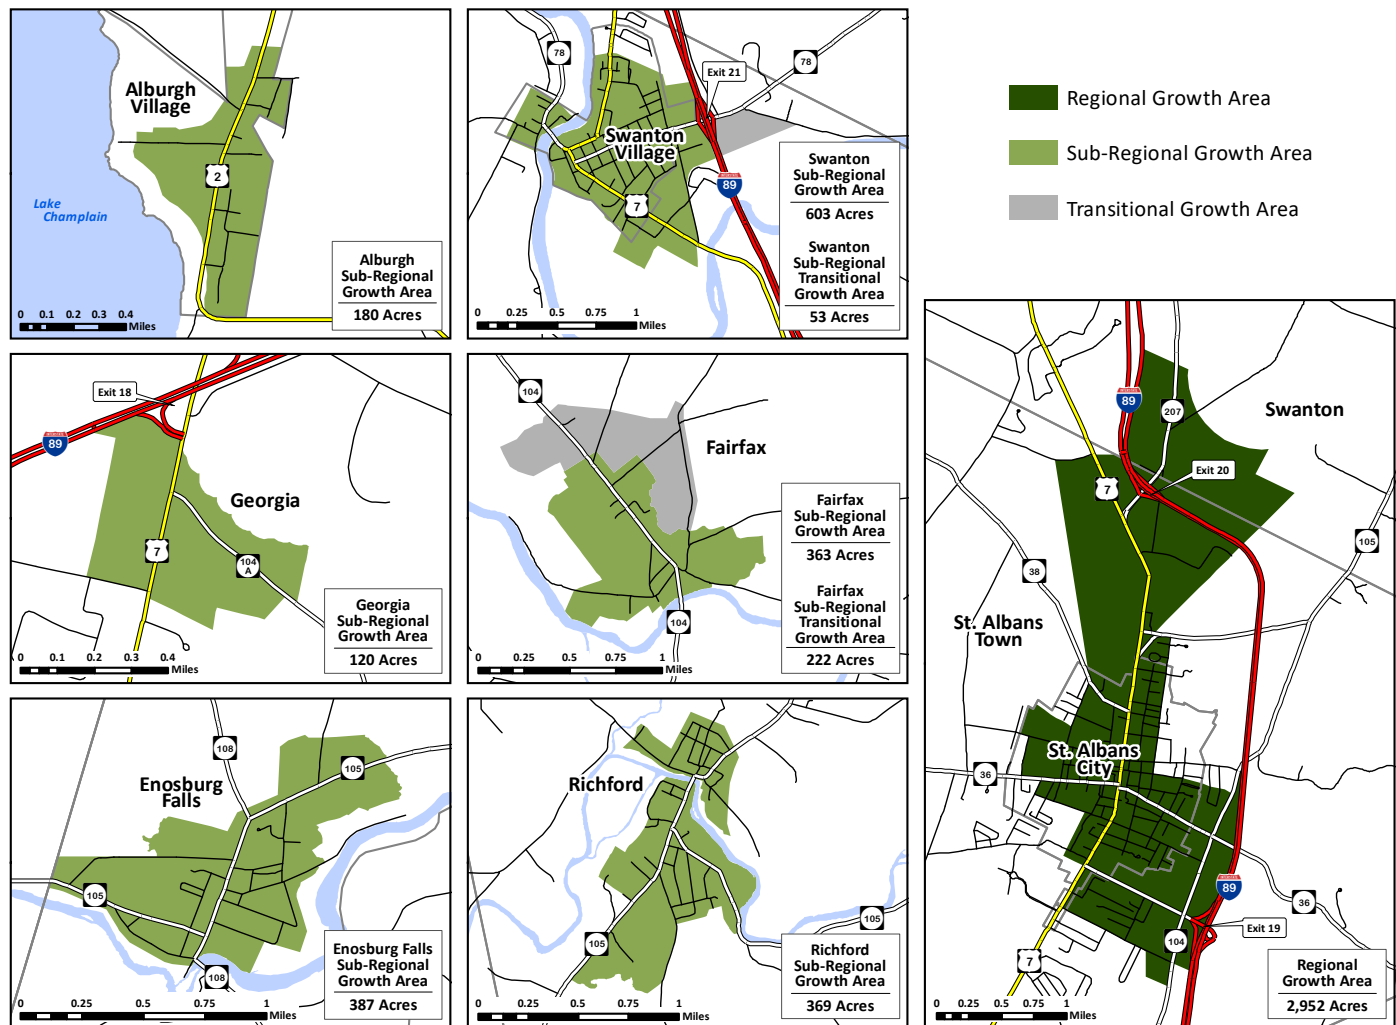 Alburgh
Village
2
Lake
Champlain
Alburgh
Sub-Regional
Growth Area
180 Acres
0 0.1 0.2 0.3 0.4
Miles
78
Exit 21
78
Swanton
Village
89
7
Swanton
Sub-Regional
Growth Area
603 Acres
Swanton
Sub-Regional
Transitional
Growth Area
53 Acres
0 0.25 0.5 0.75 1
Miles
Regional Growth Area
Sub-Regional Growth Area
Transitional Growth Area
Exit 18
89
Georgia
7
104
A
Georgia
Sub-Regional
Growth Area
120 Acres
0 0.1 0.2 0.3 0.4
Miles
104
Fairfax
104
Fairfax
Sub-Regional
Growth Area
363 Acres
Fairfax
Sub-Regional
Transitional
Growth Area
222 Acres
0 0.25 0.5 0.75 1
Miles
108
105
Enosburg
Falls
105
108
Enosburg Falls
Sub-Regional
Growth Area
387 Acres
0 0.25 0.5 0.75 1
Miles
Richford
105
105
Richford
Sub-Regional
Growth Area
369 Acres
0 0.25 0.5 0.75 1
Miles
89
207
Swanton
Exit 20
7
105
38
St. Albans
Town
St. Albans
City
36
89
36
Exit 19
104
7
Regional
Growth Area
2,952 Acres
0 0.25 0.5 0.75 1
Miles